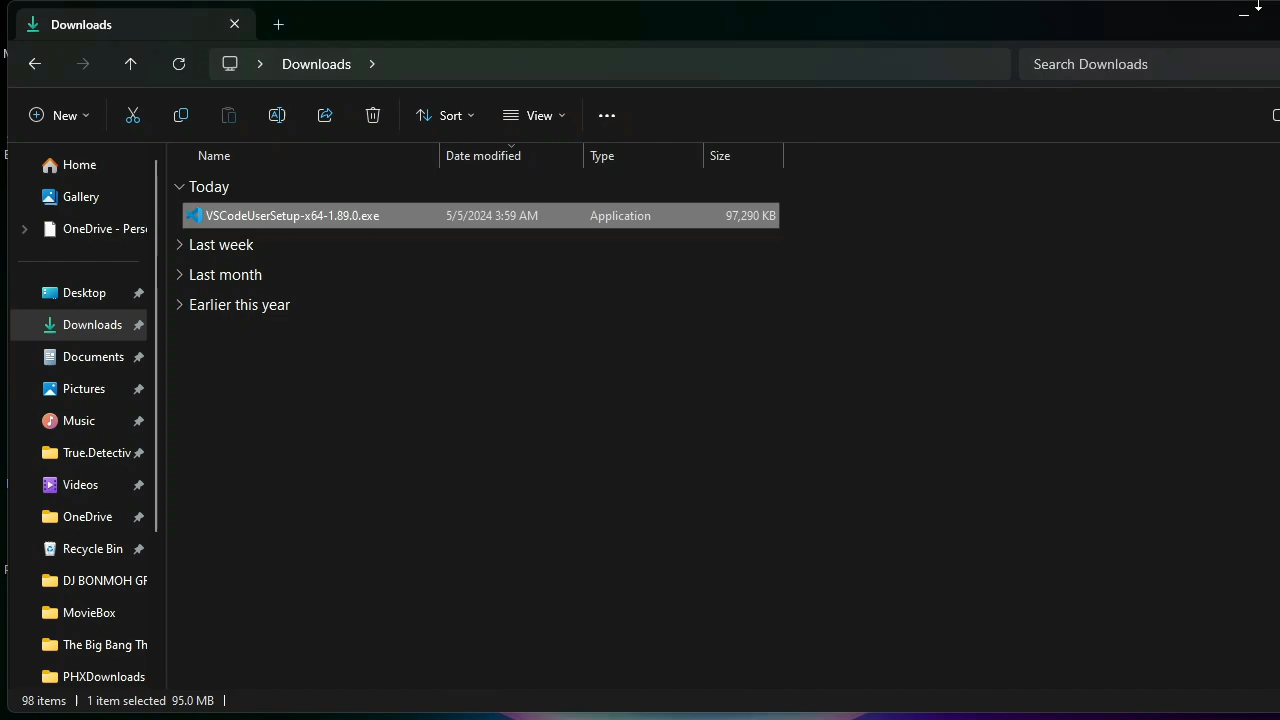 Downloads
Downloads
Search Downloads
New
Sort
View
Name
Date modified
Type
Size
Home
Gallery
OneDrive - Pers
Today
VSCodeUserSetup-x64-1.89.0.exe 5/5/2024 3:59 AM Application 97,290 KB
Last week
Last month
Earlier this year
Desktop
Downloads
Documents
Pictures
Music
True.Detectiv
Videos
OneDrive
Recycle Bin
DJ BONMOH GF
MovieBox
The Big Bang Th
PHXDownloads
98 items
1 item selected 95.0 MB